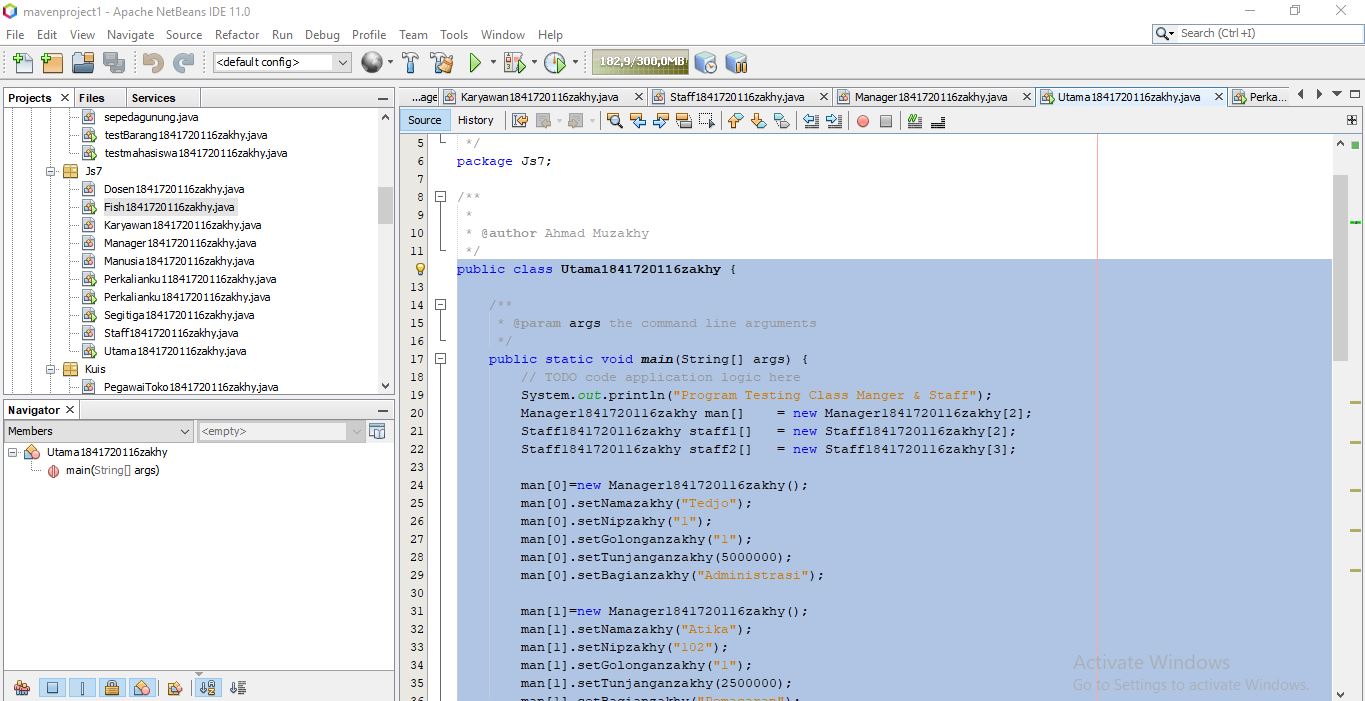 mavenproject1 - Apache NetBeans IDE 11.0
File Edit View Navigate Source Refactor Run Debug Profile Team Tools Window Help
Search (Ctrl+I)
<default config>
182,9/300,0MB
Projects Files Services
...age Karyawan1841720116zakhy.java Staff1841720116zakhy.java Manager1841720116zakhy.java Utama1841720116zakhy.java Perka...
Source History
sepedagunung.java
testBarang1841720116zakhy.java
testmahasiswa1841720116zakhy.java
Js7
Dosen1841720116zakhy.java
Fish1841720116zakhy.java
Karyawan1841720116zakhy.java
Manager1841720116zakhy.java
Manusia1841720116zakhy.java
Perkalianku11841720116zakhy.java
Perkalianku1841720116zakhy.java
Segitiga1841720116zakhy.java
Staff1841720116zakhy.java
Utama1841720116zakhy.java
Kuis
PegawaiToko1841720116zakhy.java
Navigator
Members
<empty>
Utama1841720116zakhy
main(String[] args)
5 */
6 package Js7;
7
8 /**
9 *
10 * @author Ahmad Muzakhy
11 */
public class Utama1841720116zakhy {
13
14 /**
15 * @param args the command line arguments
16 */
17 public static void main(String[] args) {
18 // TODO code application logic here
19 System.out.println("Program Testing Class Manger & Staff");
20 Manager1841720116zakhy man[] = new Manager1841720116zakhy[2];
21 Staff1841720116zakhy staff1[] = new Staff1841720116zakhy[2];
22 Staff1841720116zakhy staff2[] = new Staff1841720116zakhy[3];
23
24 man[0]=new Manager1841720116zakhy();
25 man[0].setNamazakhy("Tedjo");
26 man[0].setNipzakhy("1");
27 man[0].setGolonganzakhy("1");
28 man[0].setTunjanganzakhy(5000000);
29 man[0].setBagianzakhy("Administrasi");
30
31 man[1]=new Manager1841720116zakhy();
32 man[1].setNamazakhy("Atika");
33 man[1].setNipzakhy("102");
34 man[1].setGolonganzakhy("1");
35 man[1].setTunjanganzakhy(2500000);
36 man[1].setBagianzakhy("Pemasaran");
Activate Windows
Go to Settings to activate Windows.